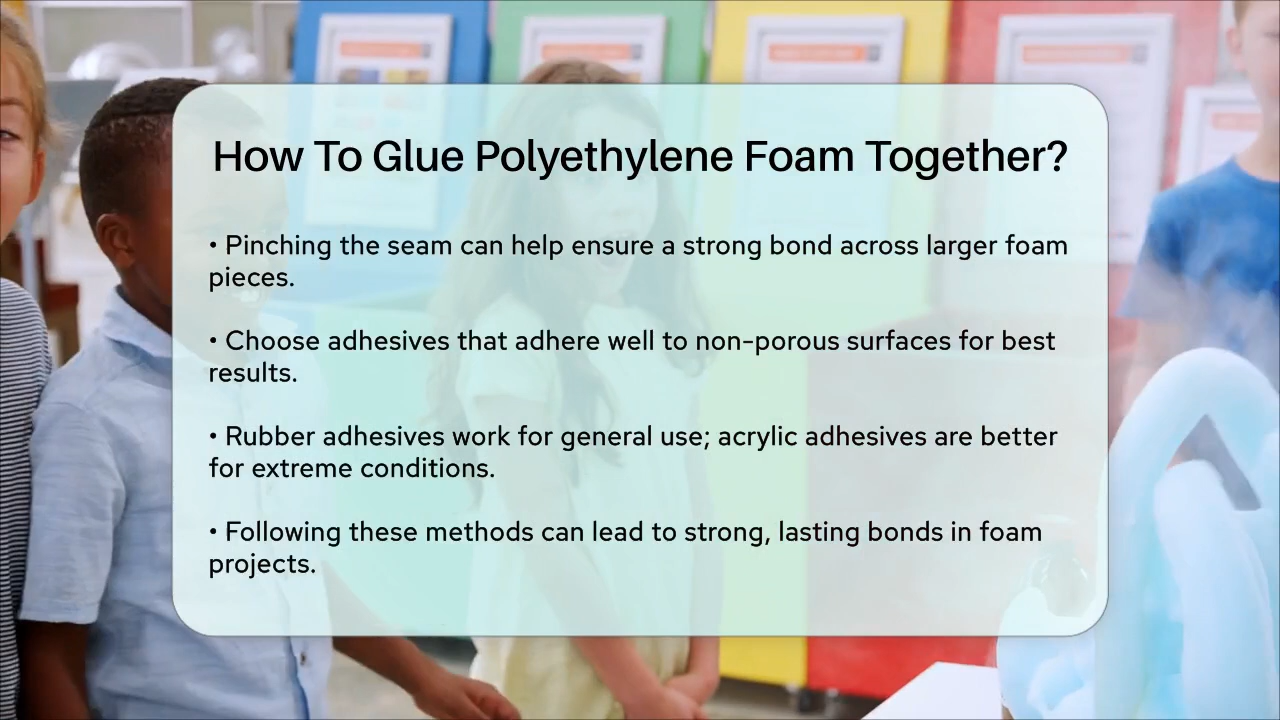 How To Glue Polyethylene Foam Together?
• Pinching the seam can help ensure a strong bond across larger foam
pieces.
• Choose adhesives that adhere well to non-porous surfaces for best
results.
• Rubber adhesives work for general use; acrylic adhesives are better
for extreme conditions.
• Following these methods can lead to strong, lasting bonds in foam
projects.